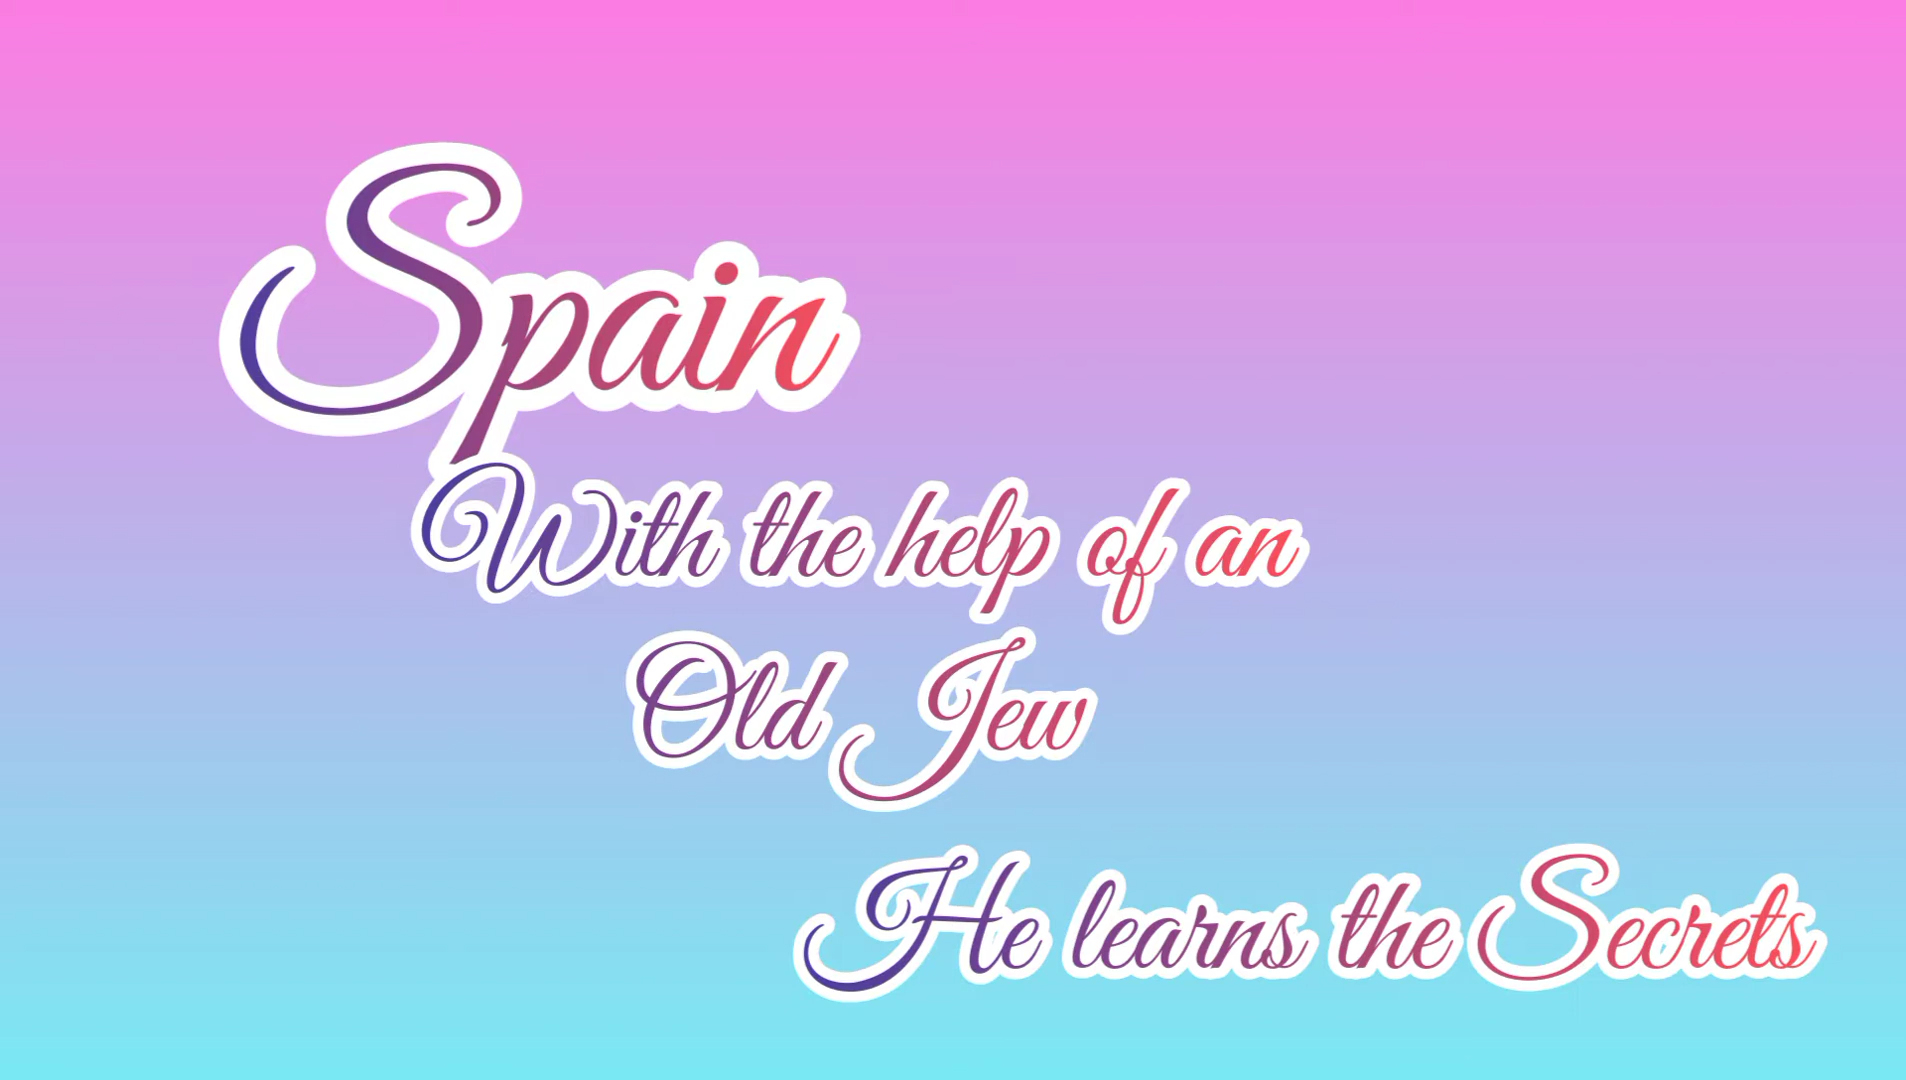 Spain
With the help of an
Old Jew
He learns the Secrets